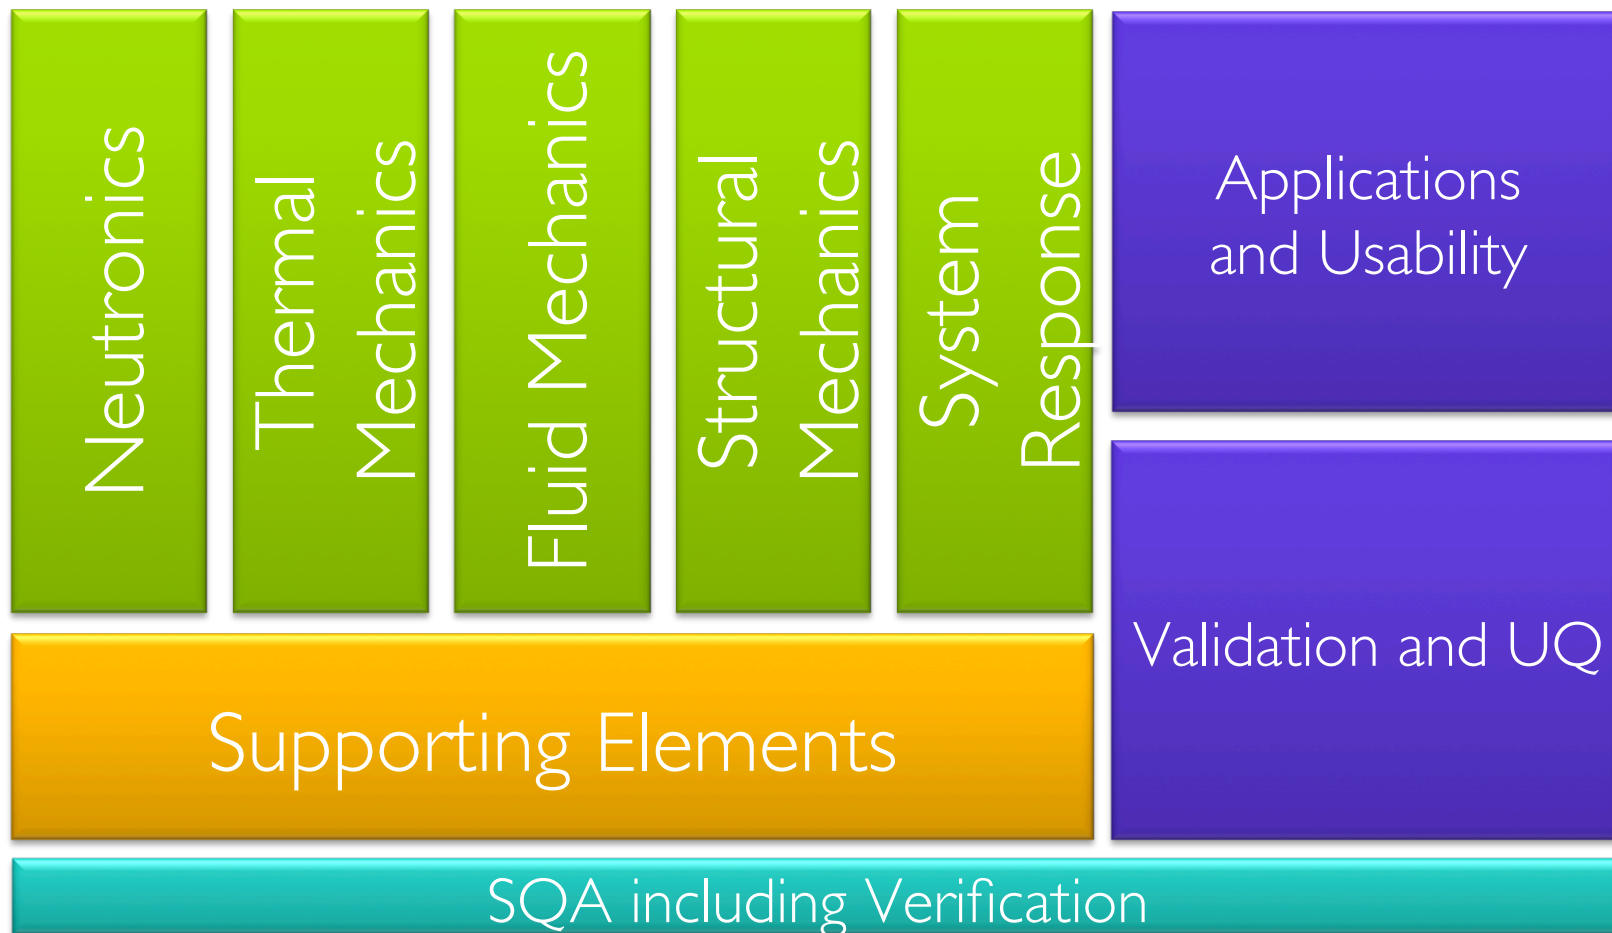 Neutronics
Thermal
Mechanics
Fluid Mechanics
Structural
Mechanics
System
Response
Applications
and Usability
Validation and UQ
Supporting Elements
SQA including Verification